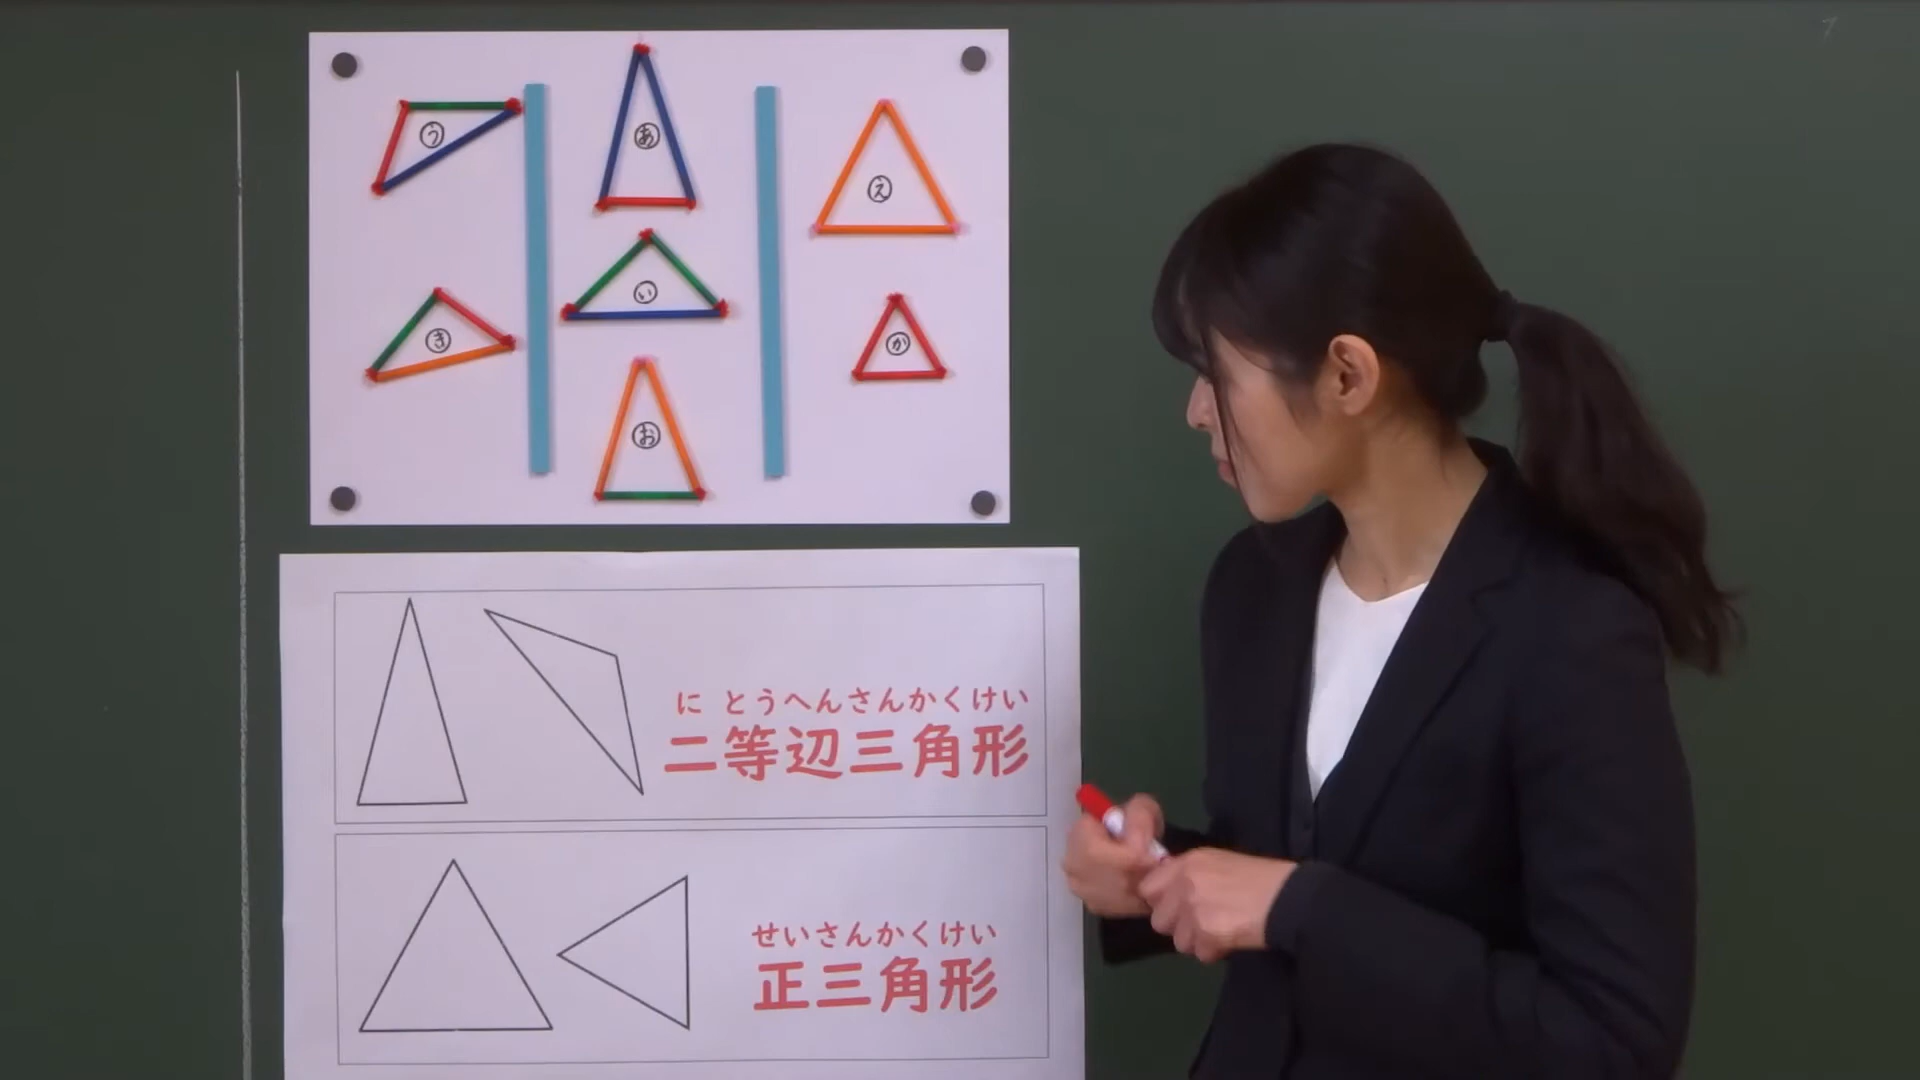 う
あ
え
い
き
か
お
にとうへんさんかくけい
二等辺三角形
せいさんかくけい
正三角形